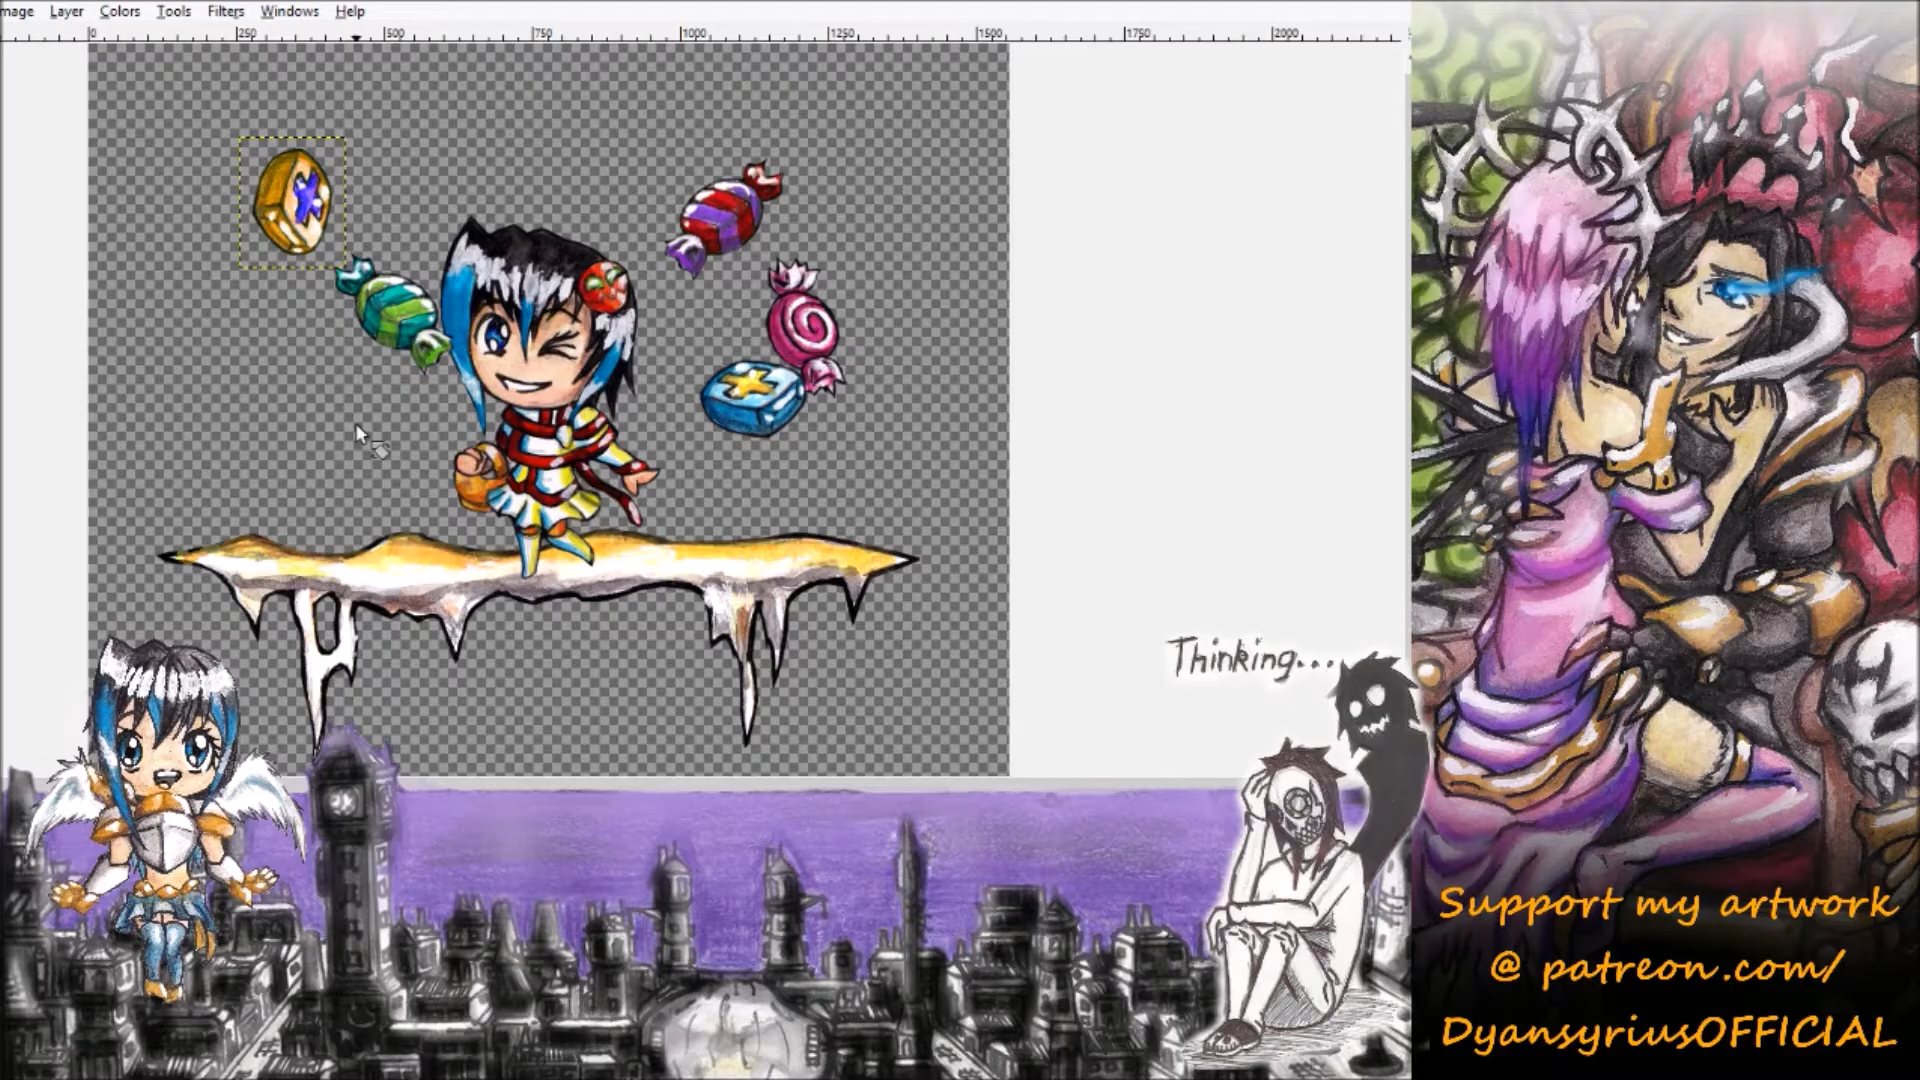 mage Layer Colors Tools Filters Windows Help
0 250 500 750 1000 1250 1500 1750 2000
Thinking...
Support my artwork
@ patreon.com/
DyansyriusOFFICIAL